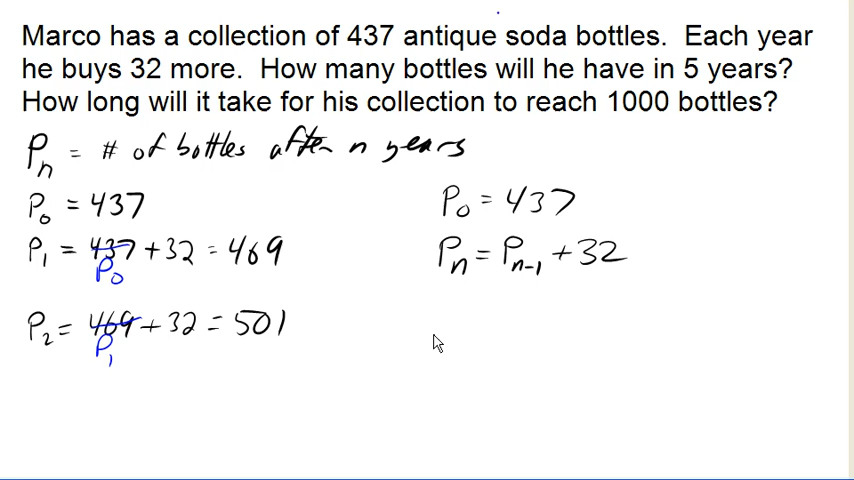 Marco has a collection of 437 antique soda bottles.  Each year
he buys 32 more.  How many bottles will he have in 5 years?
How long will it take for his collection to reach 1000 bottles?
Pₙ = # of bottles after n years
P₀ = 437
P₁ = 437 + 32 = 469
P₀
P₂ = 469 + 32 = 501
P₁
P₀ = 437
Pₙ = Pₙ₋₁ + 32